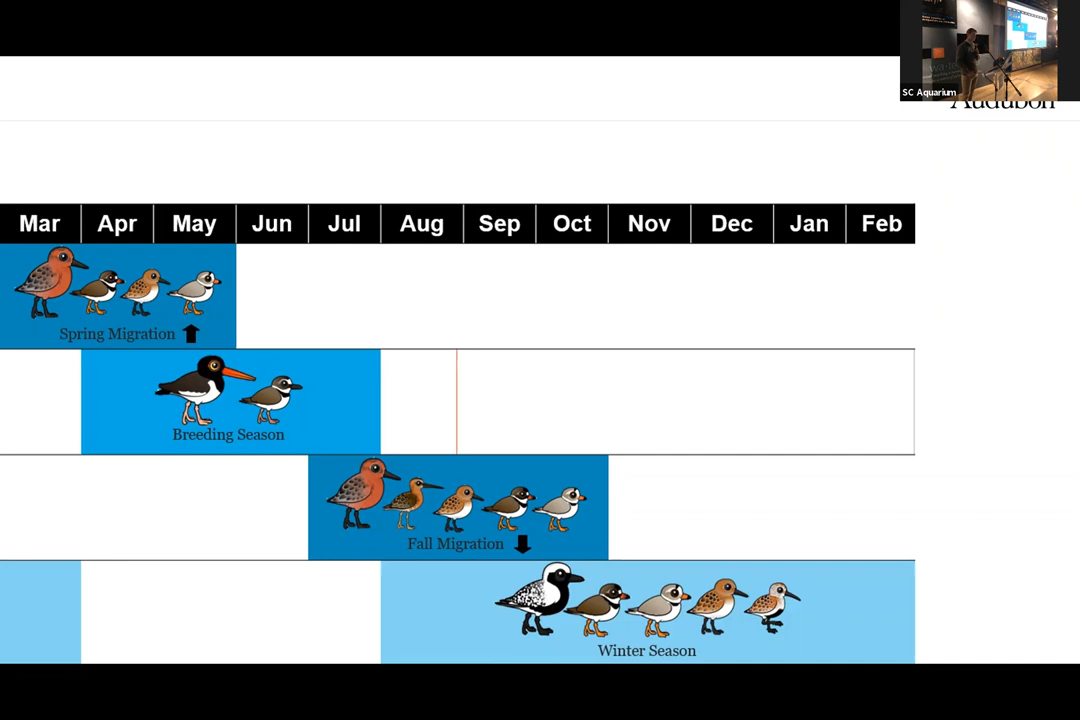 SC Aquarium
Audubon
Mar Apr May Jun Jul Aug Sep Oct Nov Dec Jan Feb
Spring Migration
Breeding Season
Fall Migration
Winter Season